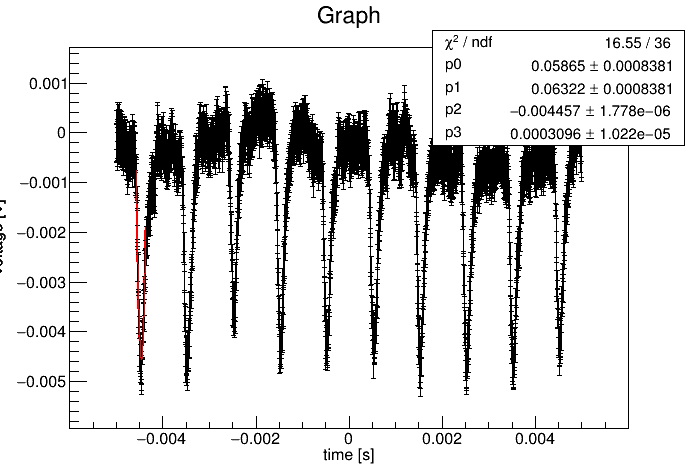 Graph
χ² / ndf 16.55 / 36
p0 0.05865 ± 0.0008381
p1 0.06322 ± 0.0008381
p2 −0.004457 ± 1.778e−06
p3 0.0003096 ± 1.022e−05
0.001
0
−0.001
−0.002
−0.003
−0.004
−0.005
−0.004 −0.002 0 0.002 0.004
time [s]